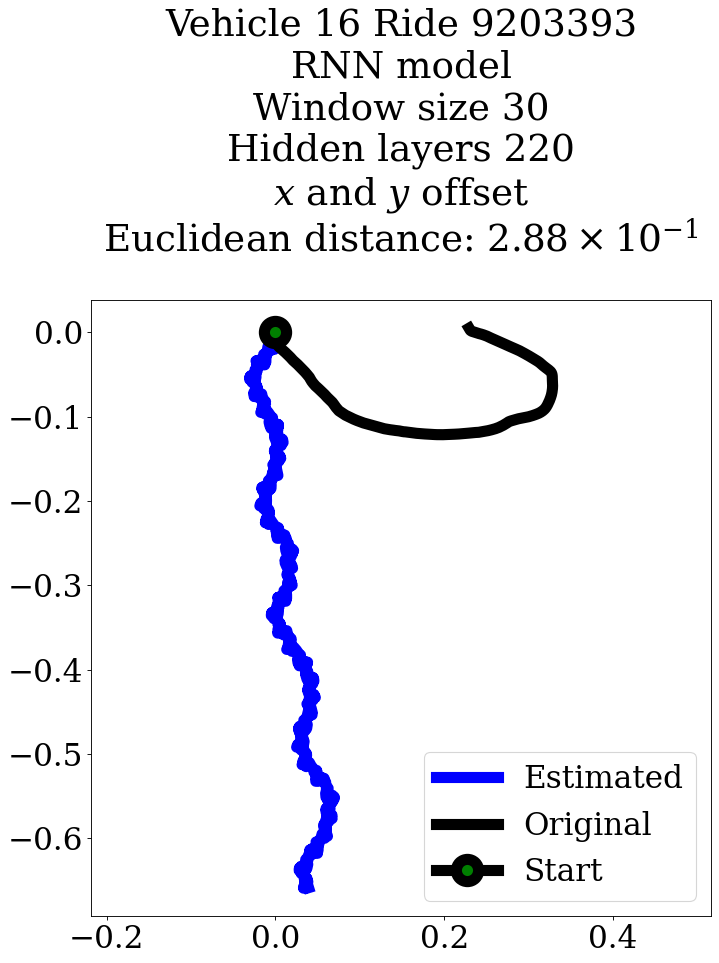 Vehicle 16 Ride 9203393
RNN model
Window size 30
Hidden layers 220
x and y offset
Euclidean distance: 2.88 × 10⁻¹
0.0
−0.1
−0.2
−0.3
−0.4
−0.5
−0.6
Estimated
Original
Start
−0.2 0.0 0.2 0.4